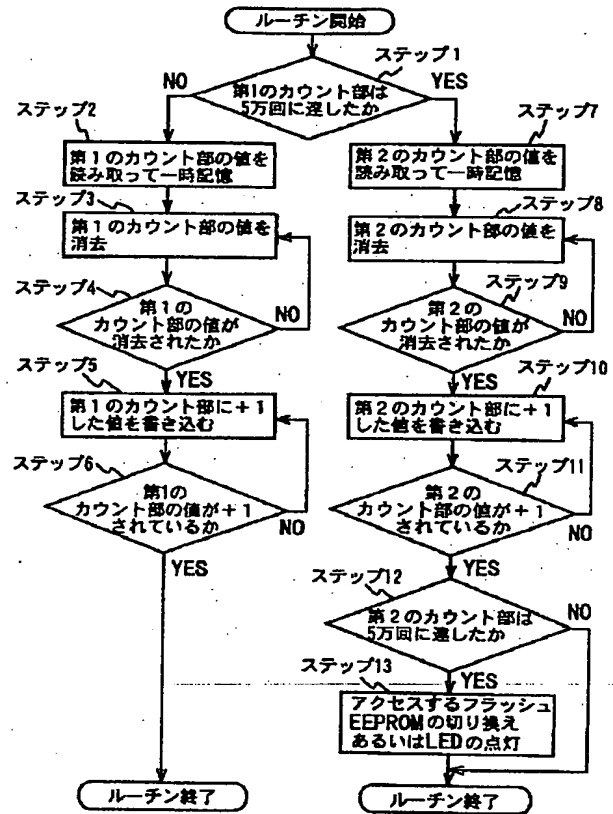 ルーチン開始
ステップ1
第1のカウント部は
5万回に達したか
NO
YES
ステップ2
第1のカウント部の値を
読み取って一時記憶
ステップ3
第1のカウント部の値を
消去
ステップ4
第1の
カウント部の値が
消去されたか
NO
YES
ステップ5
第1のカウント部に+1
した値を書き込む
ステップ6
第1の
カウント部の値が+1
されているか
NO
YES
ルーチン終了
ステップ7
第2のカウント部の値を
読み取って一時記憶
ステップ8
第2のカウント部の値を
消去
ステップ9
第2の
カウント部の値が
消去されたか
NO
YES
ステップ10
第2のカウント部に+1
した値を書き込む
ステップ11
第2の
カウント部の値が+1
されているか
NO
YES
ステップ12
第2のカウント部は
5万回に達したか
NO
YES
ステップ13
アクセスするフラッシュ
EEPROMの切り換え
あるいはLEDの点灯
ルーチン終了